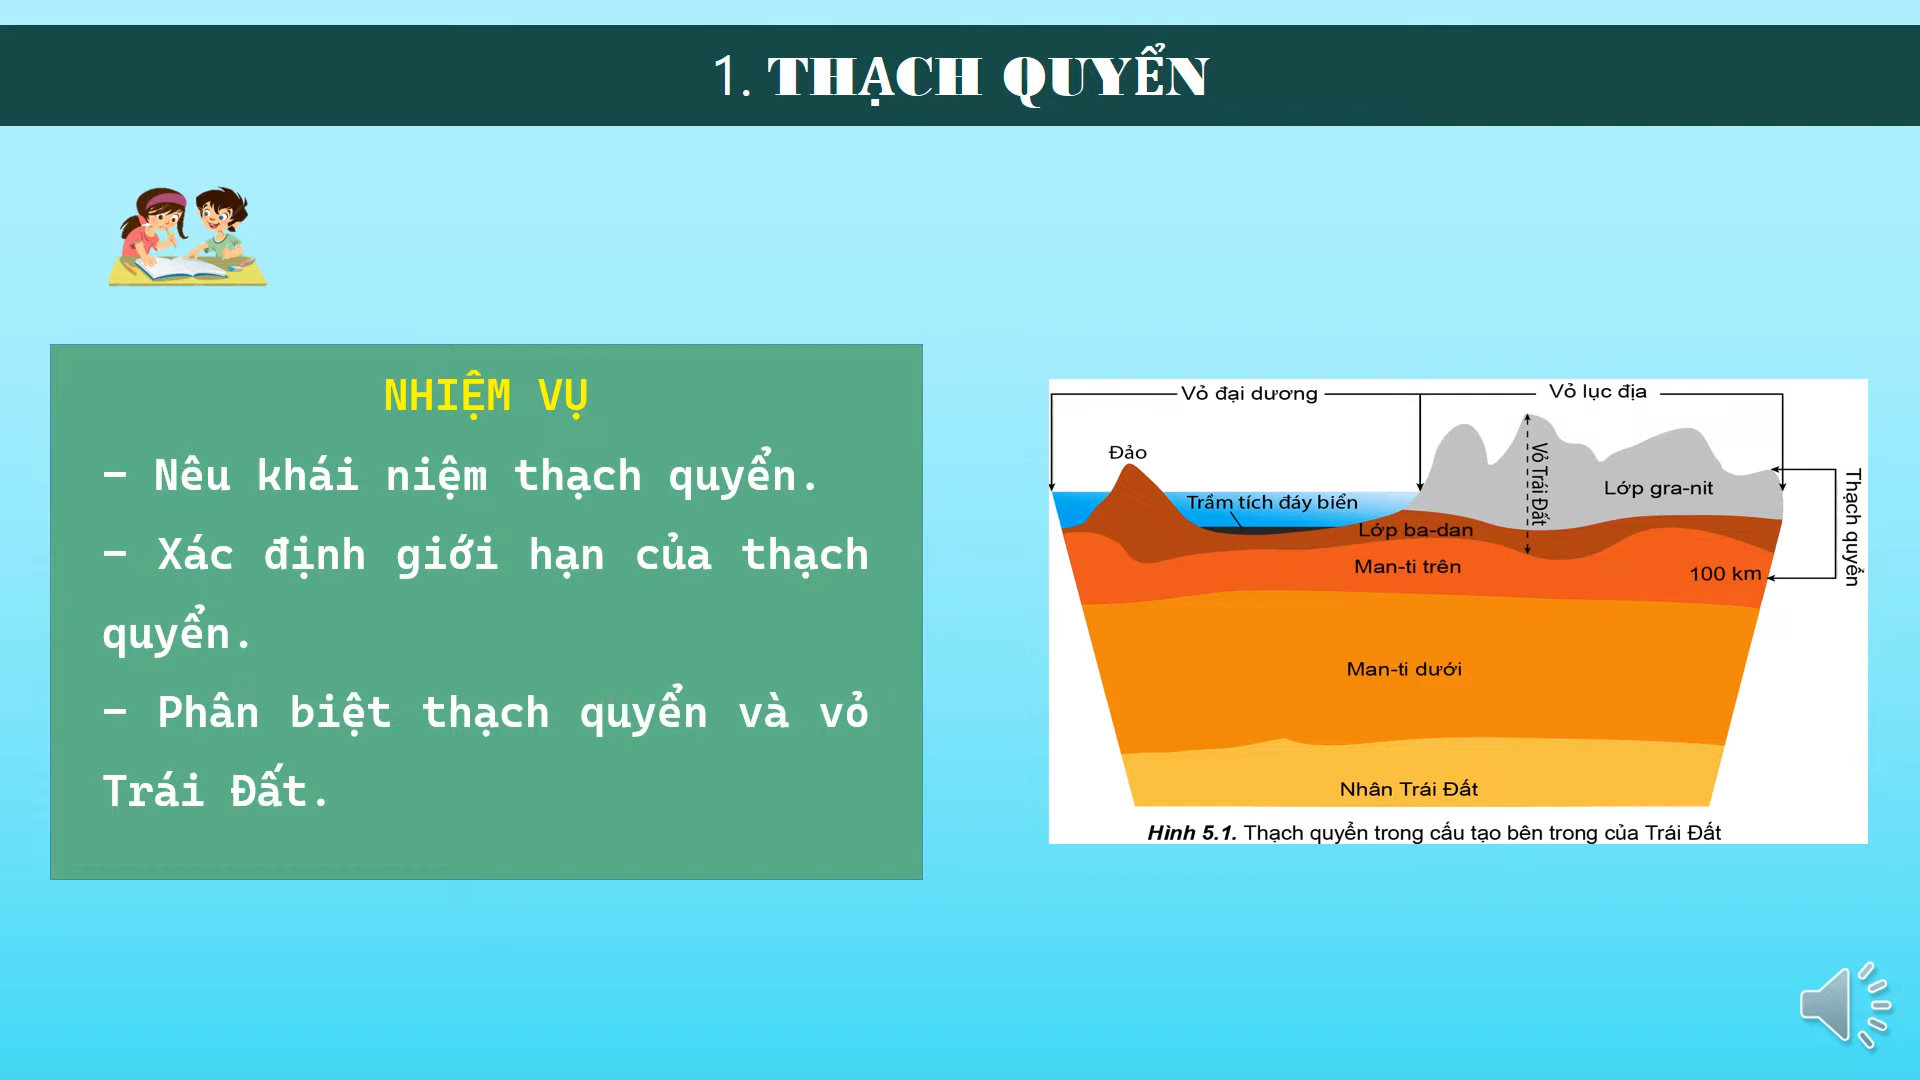 1. THẠCH QUYỂN
NHIỆM VỤ
- Nêu khái niệm thạch quyển.
- Xác định giới hạn của thạch
quyển.
- Phân biệt thạch quyển và vỏ
Trái Đất.
Vỏ đại dương
Vỏ lục địa
Đảo
Trầm tích đáy biển
Vỏ Trái Đất
Lớp gra-nit
Thạch quyển
Lớp ba-dan
Man-ti trên
100 km
Man-ti dưới
Nhân Trái Đất
Hình 5.1. Thạch quyển trong cấu tạo bên trong của Trái Đất